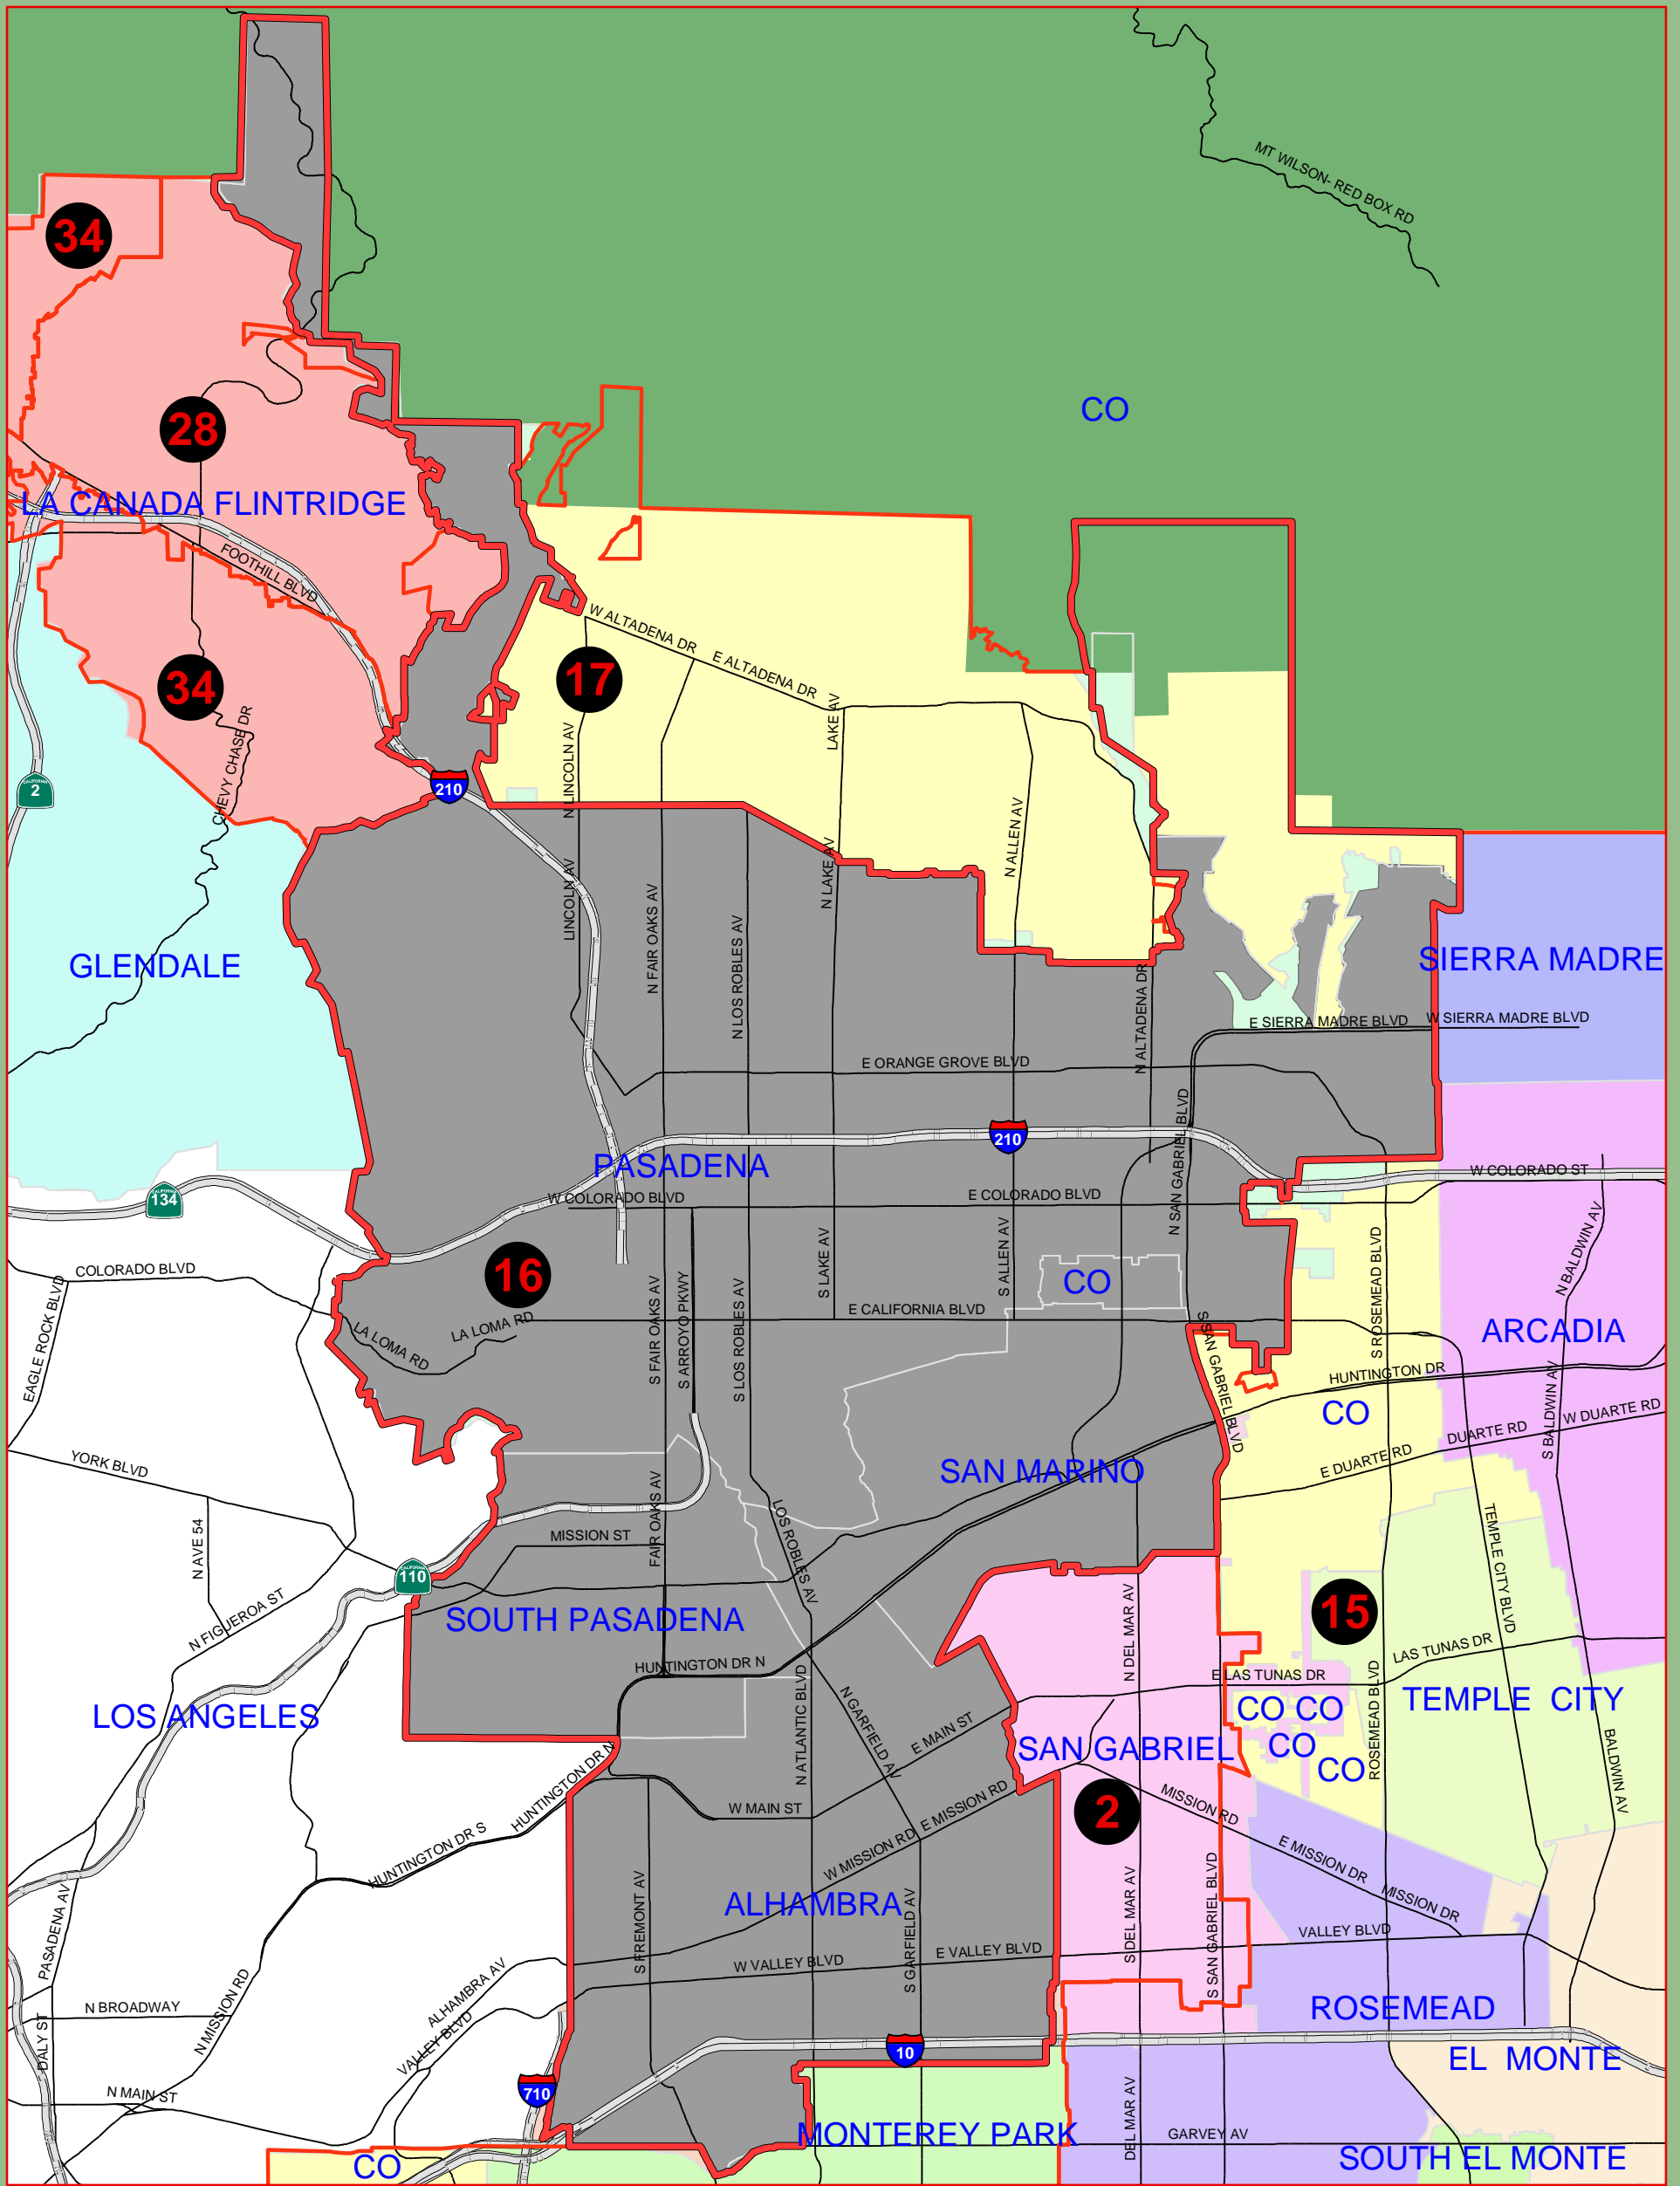 MT WILSON- RED BOX RD
34
CO
28
LA CANADA FLINTRIDGE
FOOTHILL BLVD
W ALTADENA DR
E ALTADENA DR
17
34
LAKE AV
CHEVY CHASE DR
N LINCOLN AV
CALIFORNIA
2
210
N ALLEN AV
N LAKE AV
LINCOLN AV
N FAIR OAKS AV
N LOS ROBLES AV
GLENDALE
SIERRA MADRE
N ALTADENA DR
E SIERRA MADRE BLVD
W SIERRA MADRE BLVD
E ORANGE GROVE BLVD
N SAN GABRIEL BLVD
210
PASADENA
W COLORADO ST
CALIFORNIA
134
W COLORADO BLVD
E COLORADO BLVD
COLORADO BLVD
16
S LAKE AV
S ALLEN AV
CO
S ROSEMEAD BLVD
N BALDWIN AV
EAGLE ROCK BLVD
LA LOMA RD
LA LOMA RD
S FAIR OAKS AV
S ARROYO PKWY
S LOS ROBLES AV
E CALIFORNIA BLVD
S SAN GABRIEL BLVD
ARCADIA
HUNTINGTON DR
CO
S BALDWIN AV
W DUARTE RD
DUARTE RD
E DUARTE RD
YORK BLVD
SAN MARINO
N AVE 54
MISSION ST
FAIR OAKS AV
LOS ROBLES AV
TEMPLE CITY BLVD
CALIFORNIA
110
N FIGUEROA ST
SOUTH PASADENA
N DEL MAR AV
15
HUNTINGTON DR N
LAS TUNAS DR
E LAS TUNAS DR
LOS ANGELES
N ATLANTIC BLVD
N GARFIELD AV
E MAIN ST
CO CO
CO
CO
TEMPLE CITY
SAN GABRIEL
ROSEMEAD BLVD
BALDWIN AV
HUNTINGTON DR N
W MAIN ST
E MISSION RD
2
MISSION RD
HUNTINGTON DR S
W MISSION RD
E MISSION DR
MISSION DR
ALHAMBRA
PASADENA AV
S FREMONT AV
S GARFIELD AV
S DEL MAR AV
S SAN GABRIEL BLVD
VALLEY BLVD
E VALLEY BLVD
W VALLEY BLVD
N BROADWAY
N MISSION RD
ALHAMBRA AV
VALLEY BLVD
ROSEMEAD
DALY ST
10
EL MONTE
N MAIN ST
710
MONTEREY PARK
DEL MAR AV
GARVEY AV
SOUTH EL MONTE
CO